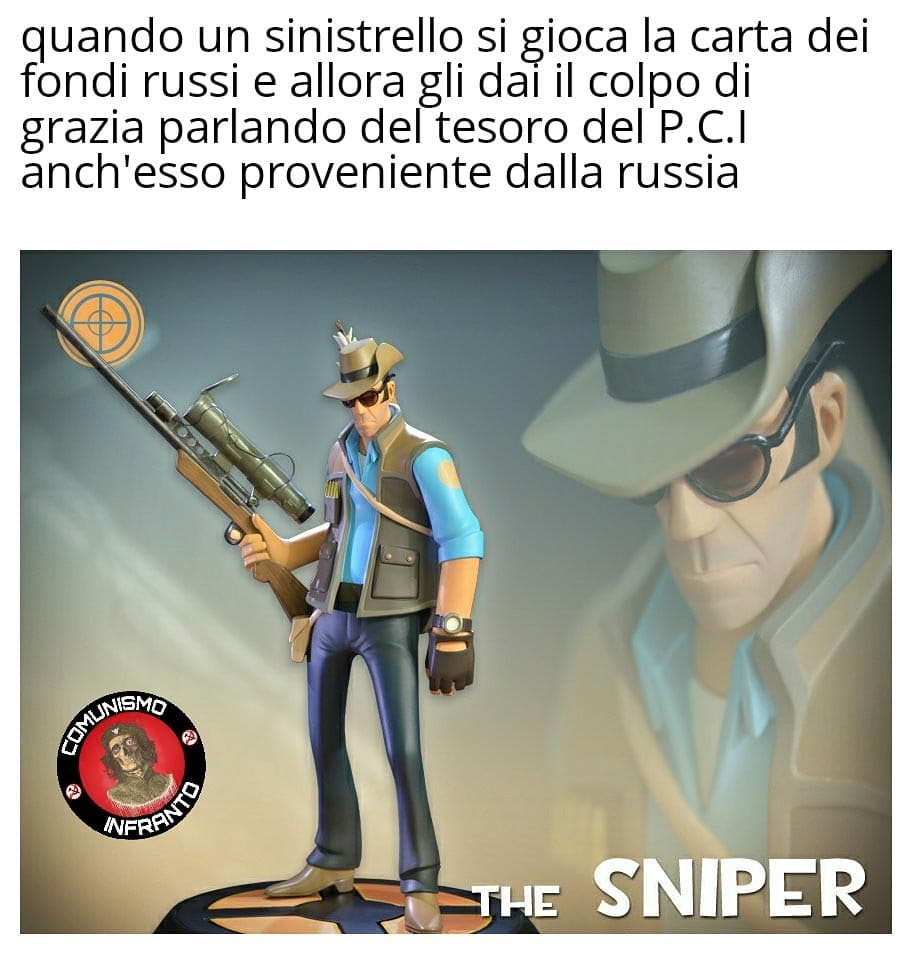 quando un sinistrello si gioca la carta dei
fondi russi e allora gli dai il colpo di
grazia parlando del tesoro del P.C.I
anch'esso proveniente dalla russia
COMUNISMO
INFRANTO
THE SNIPER